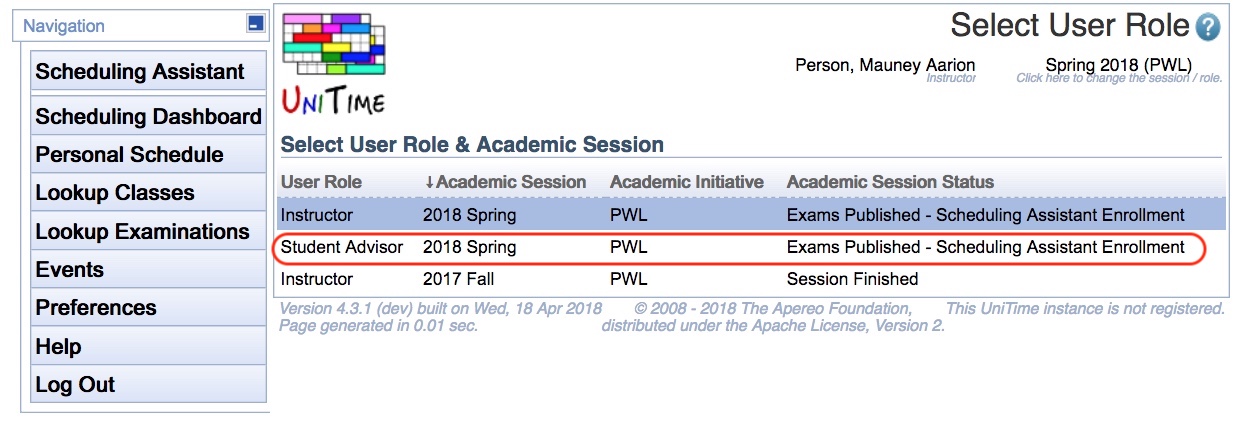 Navigation
Scheduling Assistant
Scheduling Dashboard
Personal Schedule
Lookup Classes
Lookup Examinations
Events
Preferences
Help
Log Out
UNITIME
Select User Role ?
Person, Mauney Aarion Spring 2018 (PWL)
Instructor Click here to change the session / role.
Select User Role & Academic Session
User Role ↓Academic Session Academic Initiative Academic Session Status
Instructor 2018 Spring PWL Exams Published - Scheduling Assistant Enrollment
Student Advisor 2018 Spring PWL Exams Published - Scheduling Assistant Enrollment
Instructor 2017 Fall PWL Session Finished
Version 4.3.1 (dev) built on Wed, 18 Apr 2018 © 2008 - 2018 The Apereo Foundation, This UniTime instance is not registered.
Page generated in 0.01 sec. distributed under the Apache License, Version 2.